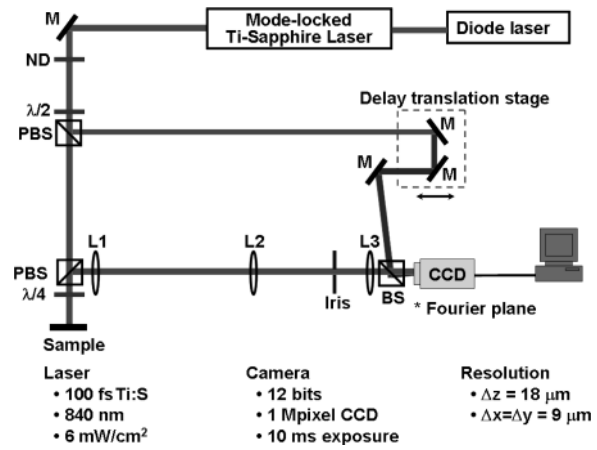 M
Mode-locked
Ti-Sapphire Laser
Diode laser
ND
λ/2
PBS
Delay translation stage
M
M
M
L1
L2
L3
PBS
λ/4
Iris
BS
CCD
* Fourier plane
Sample
Laser
• 100 fs Ti:S
• 840 nm
• 6 mW/cm²
Camera
• 12 bits
• 1 Mpixel CCD
• 10 ms exposure
Resolution
• Δz = 18 μm
• Δx=Δy = 9 μm